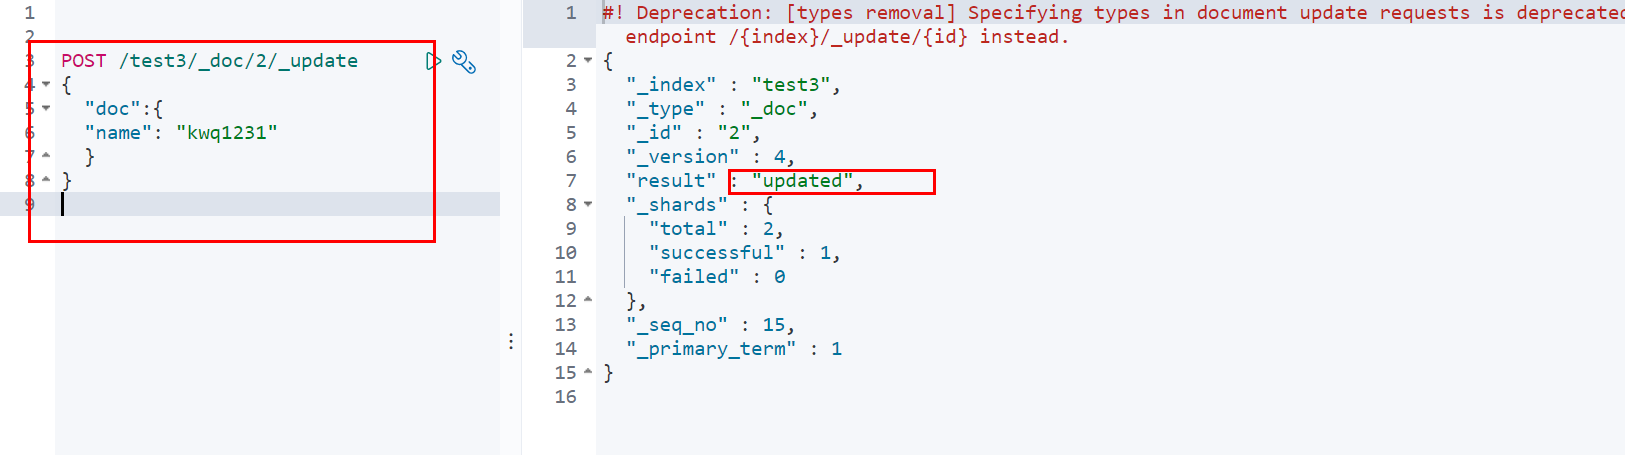 1
2
3 POST /test3/_doc/2/_update
4 {
5 "doc":{
6 "name": "kwq1231"
7 }
8 }
9
1 #! Deprecation: [types removal] Specifying types in document update requests is deprecated
endpoint /{index}/_update/{id} instead.
2 {
3 "_index" : "test3",
4 "_type" : "_doc",
5 "_id" : "2",
6 "_version" : 4,
7 "result" : "updated",
8 "_shards" : {
9 "total" : 2,
10 "successful" : 1,
11 "failed" : 0
12 },
13 "_seq_no" : 15,
14 "_primary_term" : 1
15 }
16